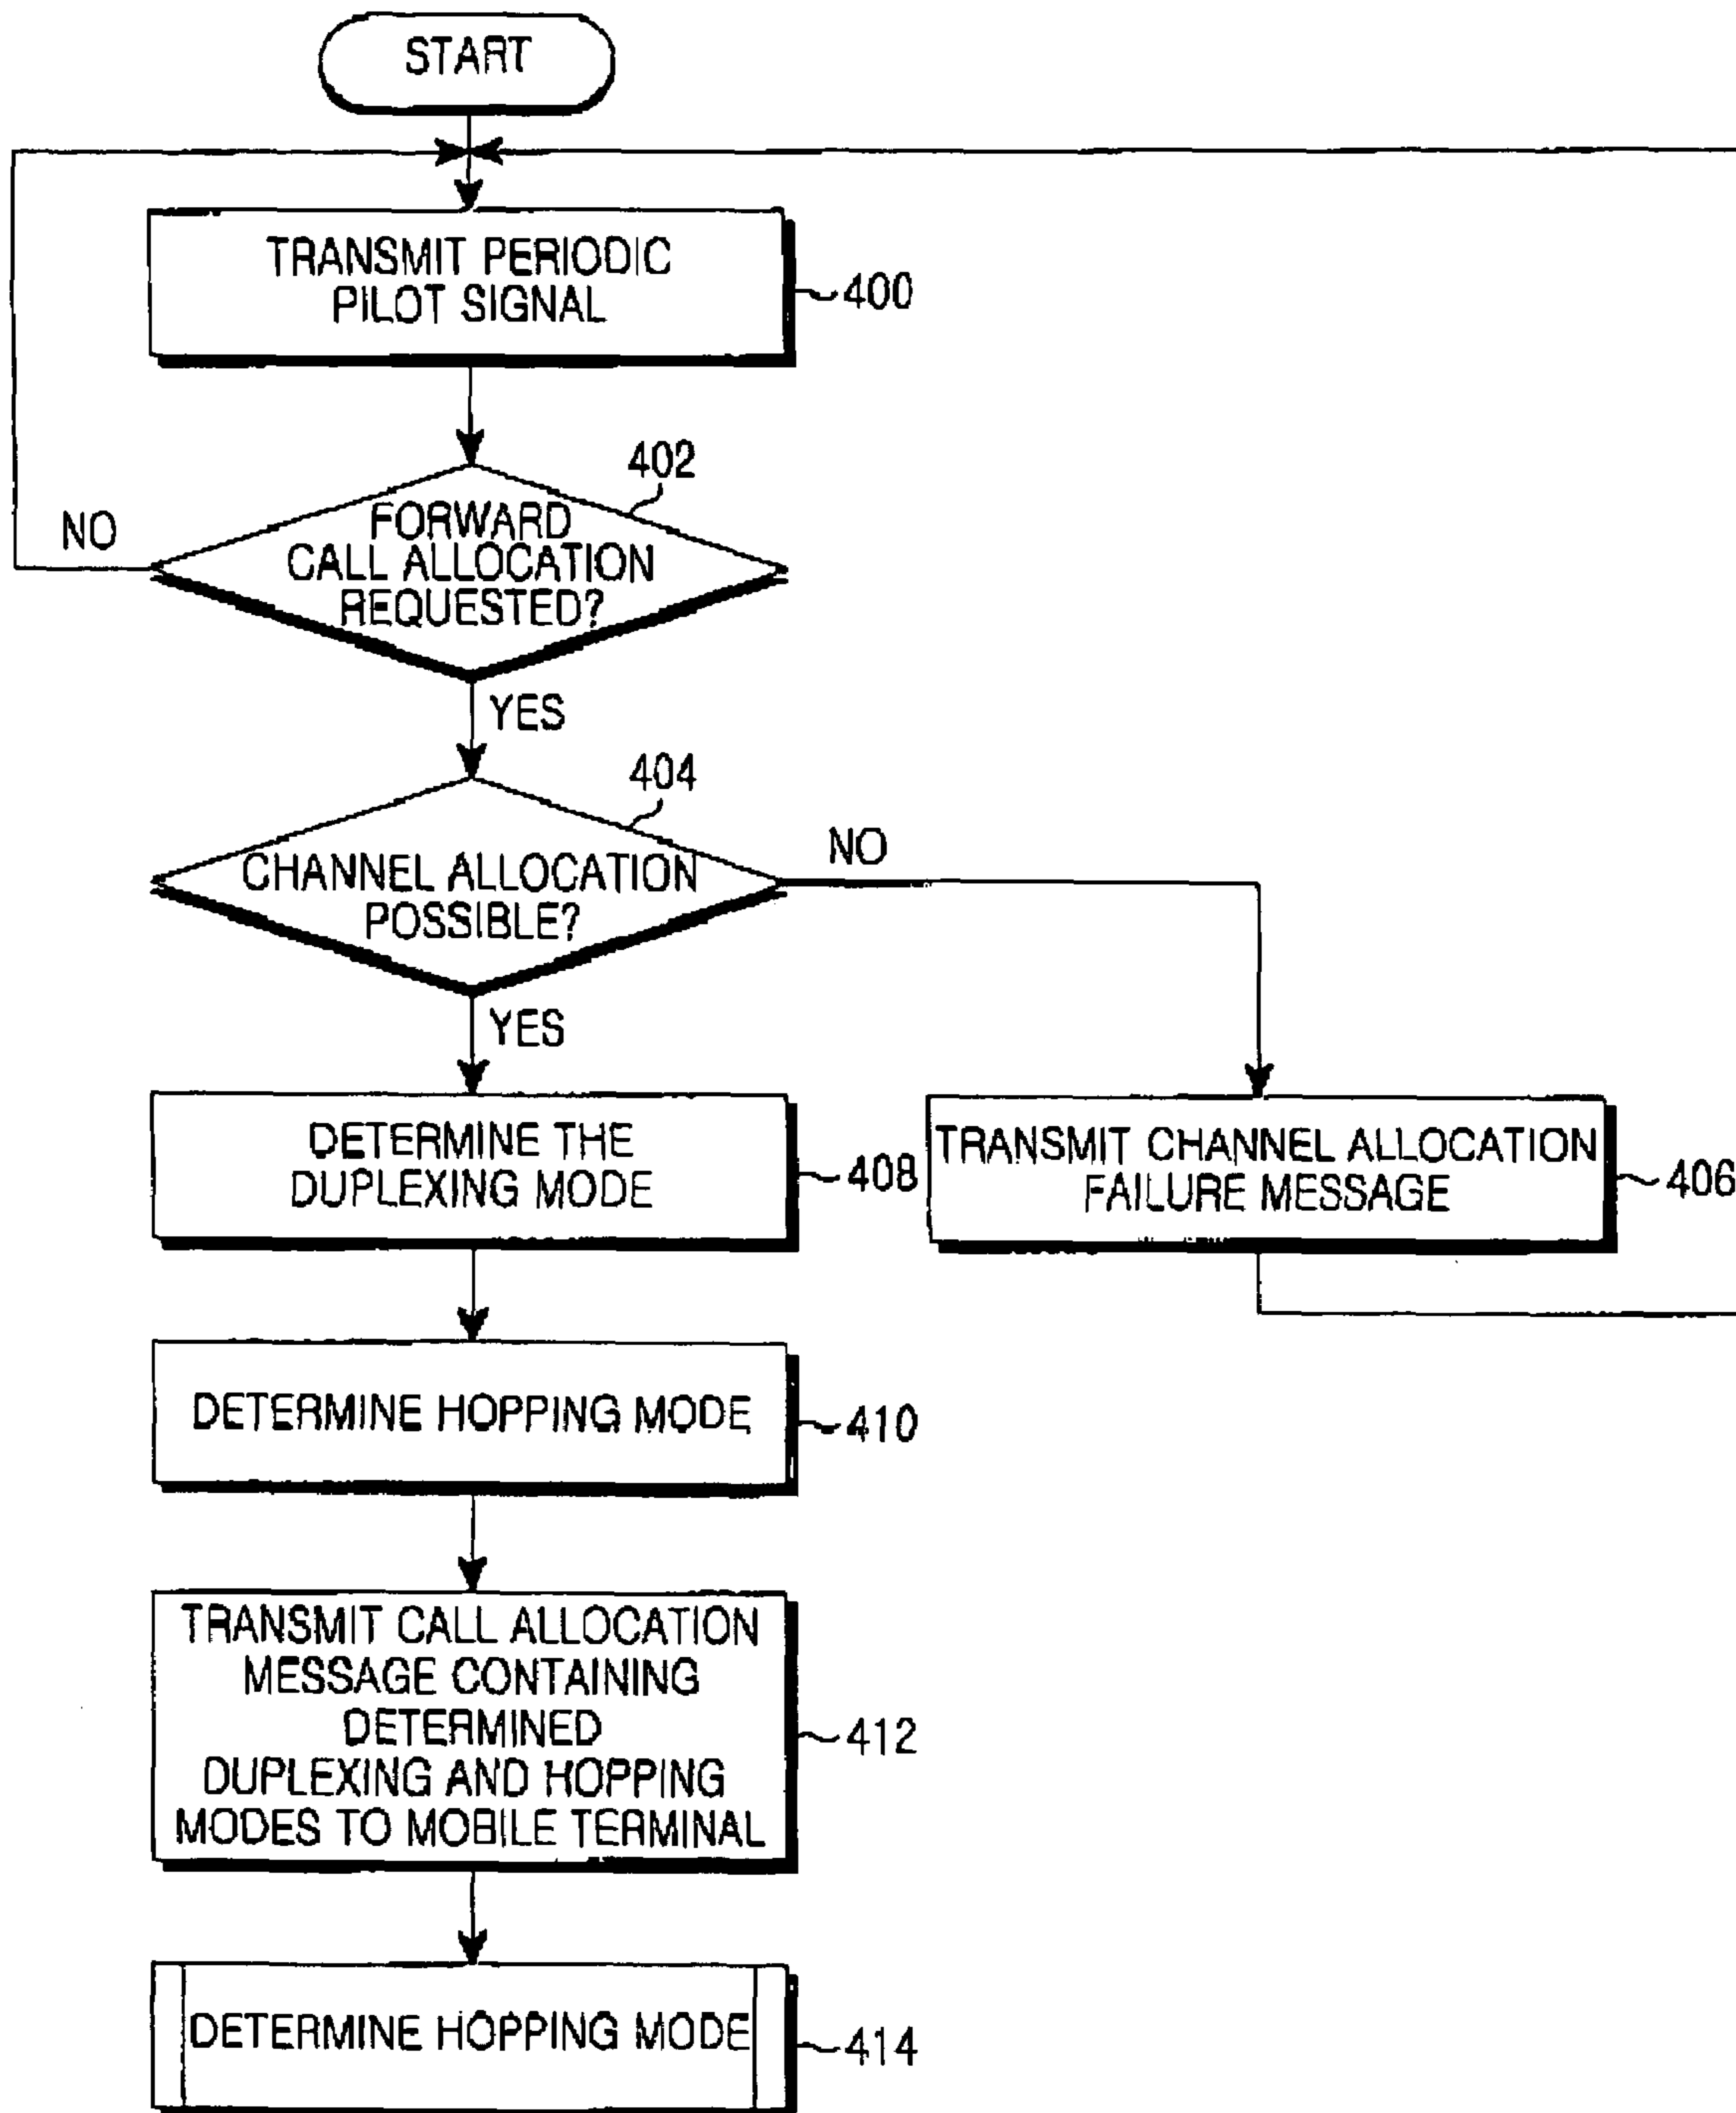 START
TRANSMIT PERIODIC
PILOT SIGNAL
400
402
FORWARD
CALL ALLOCATION
REQUESTED?
NO
YES
404
CHANNEL ALLOCATION
POSSIBLE?
NO
YES
DETERMINE THE
DUPLEXING MODE
408
TRANSMIT CHANNEL ALLOCATION
FAILURE MESSAGE
406
DETERMINE HOPPING MODE
410
TRANSMIT CALL ALLOCATION
MESSAGE CONTAINING
DETERMINED
DUPLEXING AND HOPPING
MODES TO MOBILE TERMINAL
412
DETERMINE HOPPING MODE
414